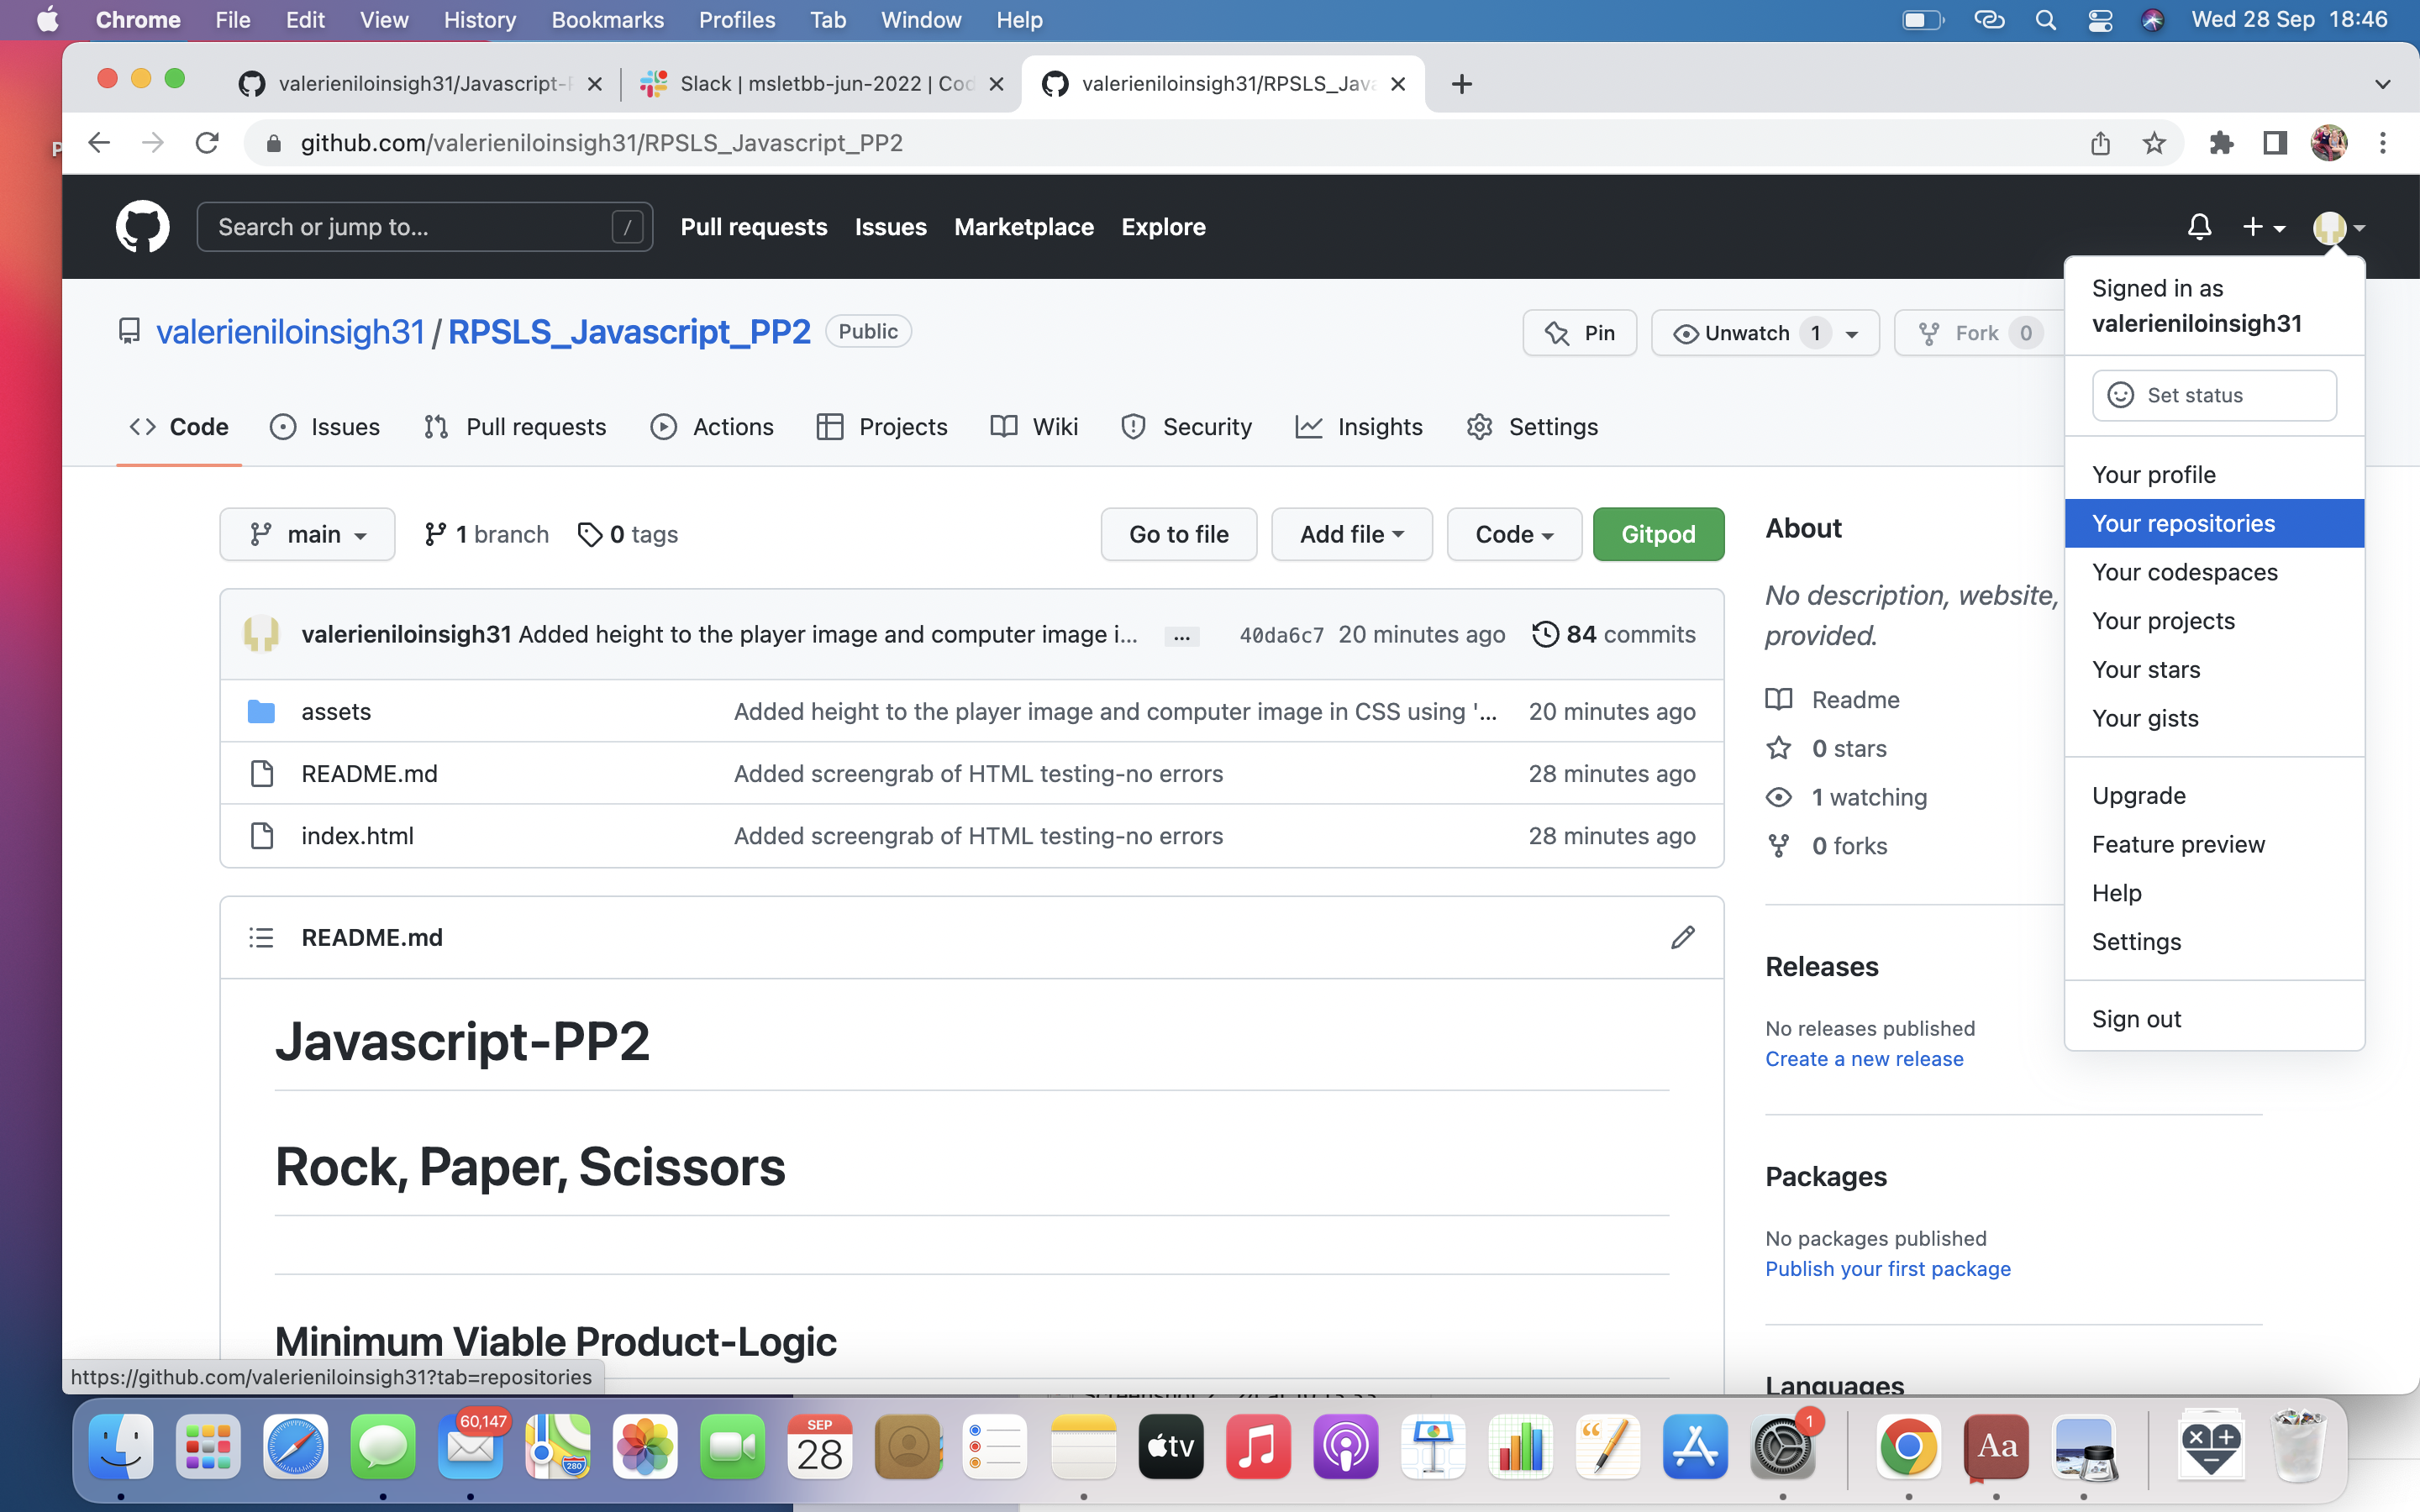 Chrome File Edit View History Bookmarks Profiles Tab Window Help Wed 28 Sep 18:46
valerieniloinsigh31/Javascript- Slack | msletbb-jun-2022 | Cod valerieniloinsigh31/RPSLS_Java
github.com/valerieniloinsigh31/RPSLS_Javascript_PP2
P
Search or jump to... / Pull requests Issues Marketplace Explore
Signed in as
valerieniloinsigh31
Set status
Your profile
Your repositories
Your codespaces
Your projects
Your stars
Your gists
Upgrade
Feature preview
Help
Settings
Sign out
valerieniloinsigh31 / RPSLS_Javascript_PP2 Public Pin Unwatch 1 Fork 0
Code Issues Pull requests Actions Projects Wiki Security Insights Settings
main 1 branch 0 tags Go to file Add file Code Gitpod
valerieniloinsigh31 Added height to the player image and computer image i... ... 40da6c7 20 minutes ago 84 commits
assets Added height to the player image and computer image in CSS using '... 20 minutes ago
README.md Added screengrab of HTML testing-no errors 28 minutes ago
index.html Added screengrab of HTML testing-no errors 28 minutes ago
README.md
Javascript-PP2
Rock, Paper, Scissors
Minimum Viable Product-Logic
About
No description, website,
provided.
Readme
0 stars
1 watching
0 forks
Releases
No releases published
Create a new release
Packages
No packages published
Publish your first package
Languages
https://github.com/valerieniloinsigh31?tab=repositories
60,147
280
SEP
28
tv
1
Aa